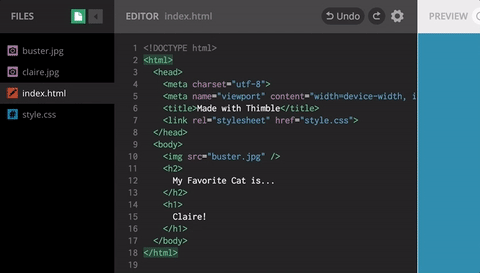 FILES
EDITOR index.html
Undo
PREVIEW
buster.jpg
claire.jpg
index.html
style.css
1 <!DOCTYPE html>
2 <html>
3 <head>
4 <meta charset="utf-8">
5 <meta name="viewport" content="width=device-width, i
6 <title>Made with Thimble</title>
7 <link rel="stylesheet" href="style.css">
8 </head>
9 <body>
10 <img src="buster.jpg" />
11 <h2>
12 My Favorite Cat is...
13 </h2>
14 <h1>
15 Claire!
16 </h1>
17 </body>
18 </html>
19